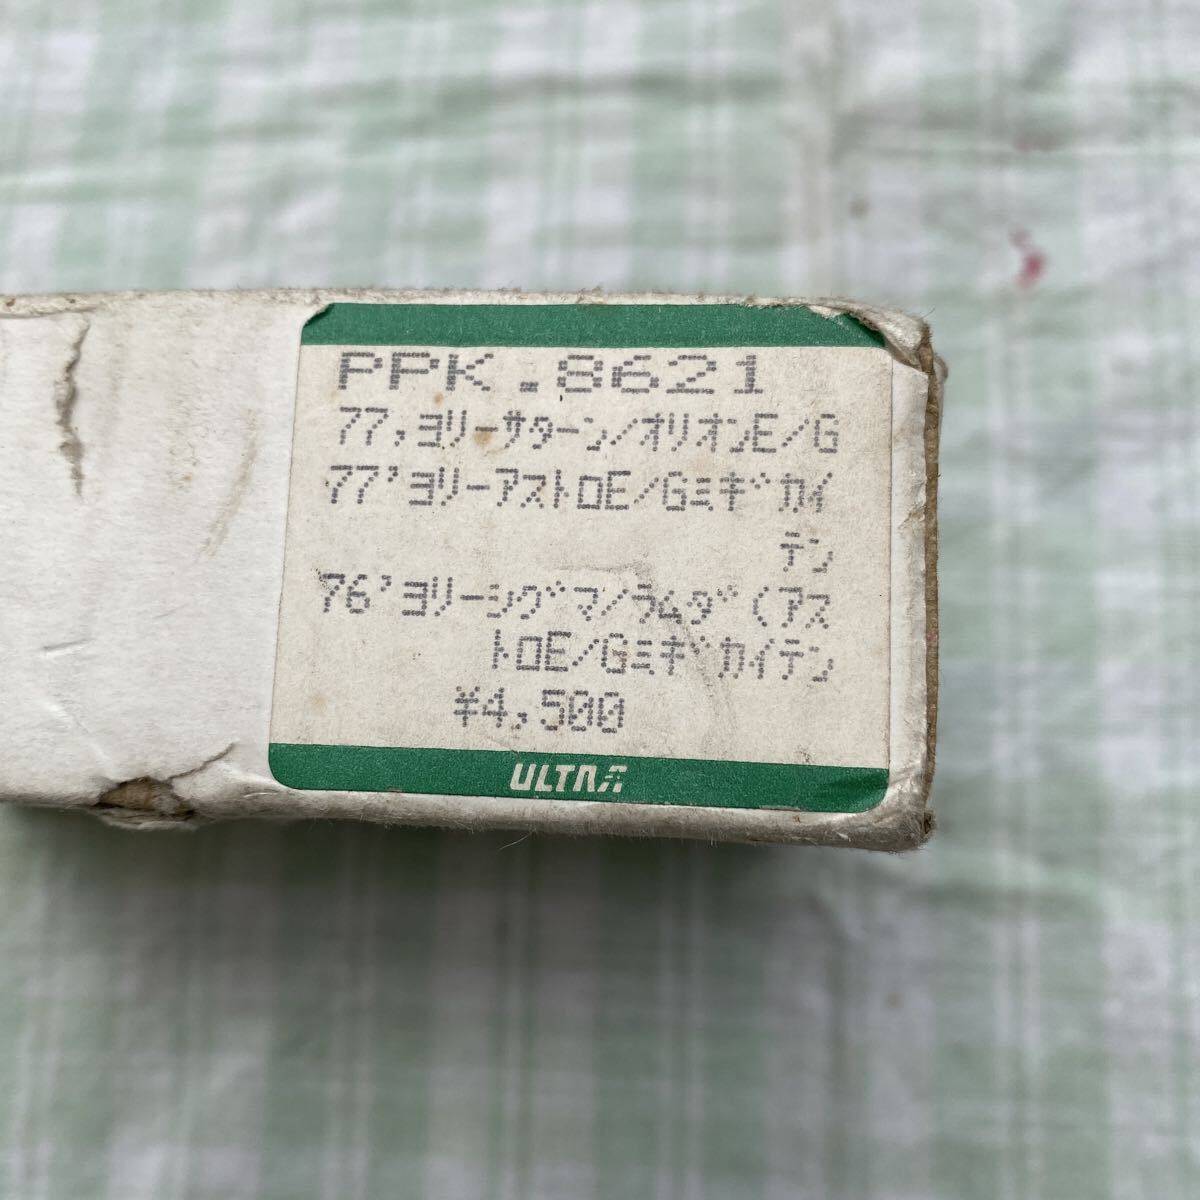 PPK.8621
77,ヨリーサターン/オリオンE/G
77'ヨリーアストロE/Gミギカイ
テン
76'ヨリーシグマ/ラムダ(アス
トロE/Gミギカイテン
¥4,500
ULTRA